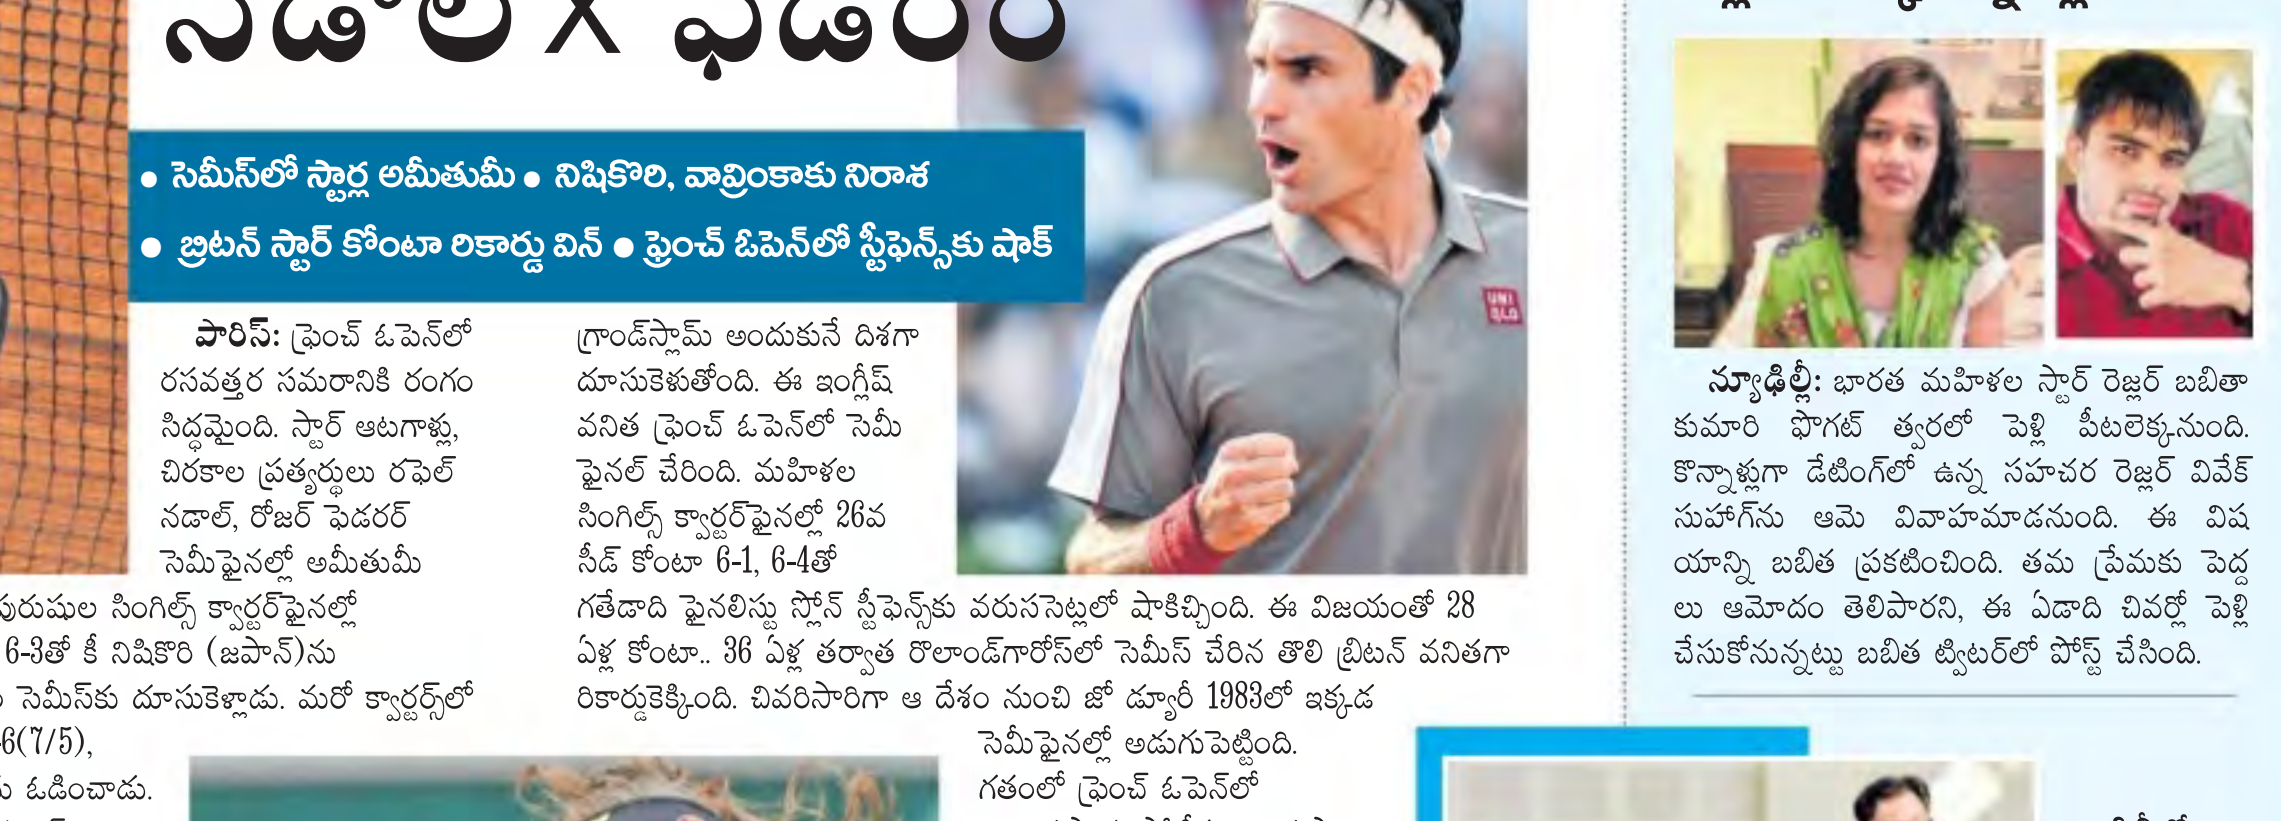 నడాల్ X ఫెడరర్
• సెమీస్‌లో స్టార్ల అమీతుమీ • నిషికొరి, వావ్రింకాకు నిరాశ
• బ్రిటన్ స్టార్ కోంటా రికార్డు విన్ • ఫ్రెంచ్ ఓపెన్‌లో స్టీఫెన్స్‌కు షాక్
పారిస్: ఫ్రెంచ్ ఓపెన్‌లో
రసవత్తర సమరానికి రంగం
సిద్ధమైంది. స్టార్ ఆటగాళ్లు,
చిరకాల ప్రత్యర్థులు రఫెల్
నడాల్, రోజర్ ఫెడరర్
సెమీఫైనల్లో అమీతుమీ
పురుషుల సింగిల్స్ క్వార్టర్‌ఫైనల్లో
6-3తో కీ నిషికొరి (జపాన్)ను
సెమీస్‌కు దూసుకెళ్లాడు. మరో క్వార్టర్స్‌లో
6(7/5),
ఓడించాడు.
గ్రాండ్‌స్లామ్ అందుకునే దిశగా
దూసుకెళుతోంది. ఈ ఇంగ్లీష్
వనిత ఫ్రెంచ్ ఓపెన్‌లో సెమీ
ఫైనల్ చేరింది. మహిళల
సింగిల్స్ క్వార్టర్‌ఫైనల్లో 26వ
సీడ్ కోంటా 6-1, 6-4తో
గతేడాది ఫైనలిస్టు స్లోన్ స్టీఫెన్స్‌కు వరుససెట్లలో షాకిచ్చింది. ఈ విజయంతో 28
ఏళ్ల కోంటా.. 36 ఏళ్ల తర్వాత రొలాండ్‌గారోస్‌లో సెమీస్ చేరిన తొలి బ్రిటన్ వనితగా
రికార్డుకెక్కింది. చివరిసారిగా ఆ దేశం నుంచి జో డ్యూరీ 1983లో ఇక్కడ
సెమీఫైనల్లో అడుగుపెట్టింది.
గతంలో ఫ్రెంచ్ ఓపెన్‌లో
UNI
QLO
న్యూఢిల్లీ: భారత మహిళల స్టార్ రెజ్లర్ బబితా
కుమారి ఫొగట్ త్వరలో పెళ్లి పీటలెక్కనుంది.
కొన్నాళ్లుగా డేటింగ్‌లో ఉన్న సహచర రెజ్లర్ వివేక్
సుహాగ్‌ను ఆమె వివాహమాడనుంది. ఈ విష
యాన్ని బబిత ప్రకటించింది. తమ ప్రేమకు పెద్ద
లు ఆమోదం తెలిపారని, ఈ ఏడాది చివర్లో పెళ్లి
చేసుకోనున్నట్టు బబిత ట్విటర్‌లో పోస్ట్ చేసింది.